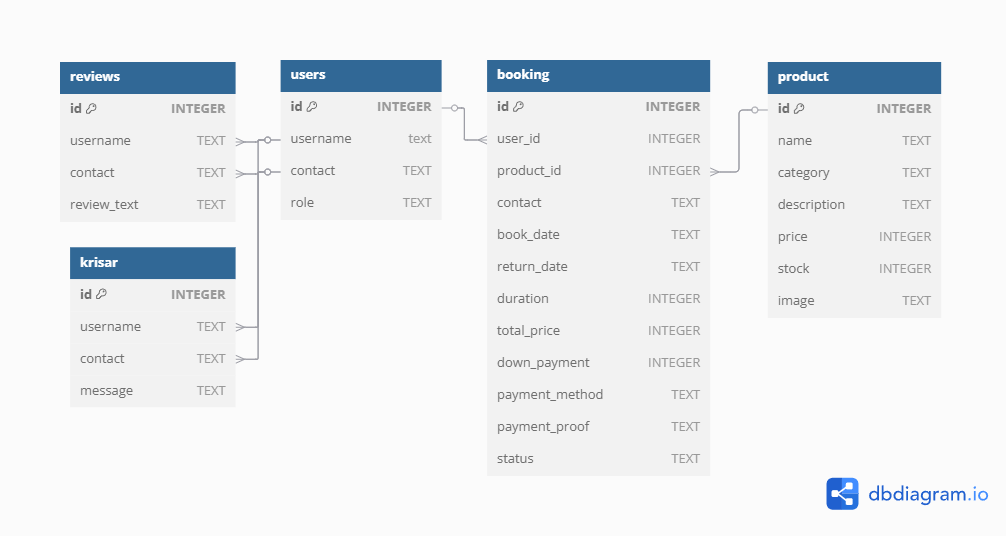 reviews
id INTEGER
username TEXT
contact TEXT
review_text TEXT
krisar
id INTEGER
username TEXT
contact TEXT
message TEXT
users
id INTEGER
username text
contact TEXT
role TEXT
booking
id INTEGER
user_id INTEGER
product_id INTEGER
contact TEXT
book_date TEXT
return_date TEXT
duration INTEGER
total_price INTEGER
down_payment INTEGER
payment_method TEXT
payment_proof TEXT
status TEXT
product
id INTEGER
name TEXT
category TEXT
description TEXT
price INTEGER
stock INTEGER
image TEXT
dbdiagram.io